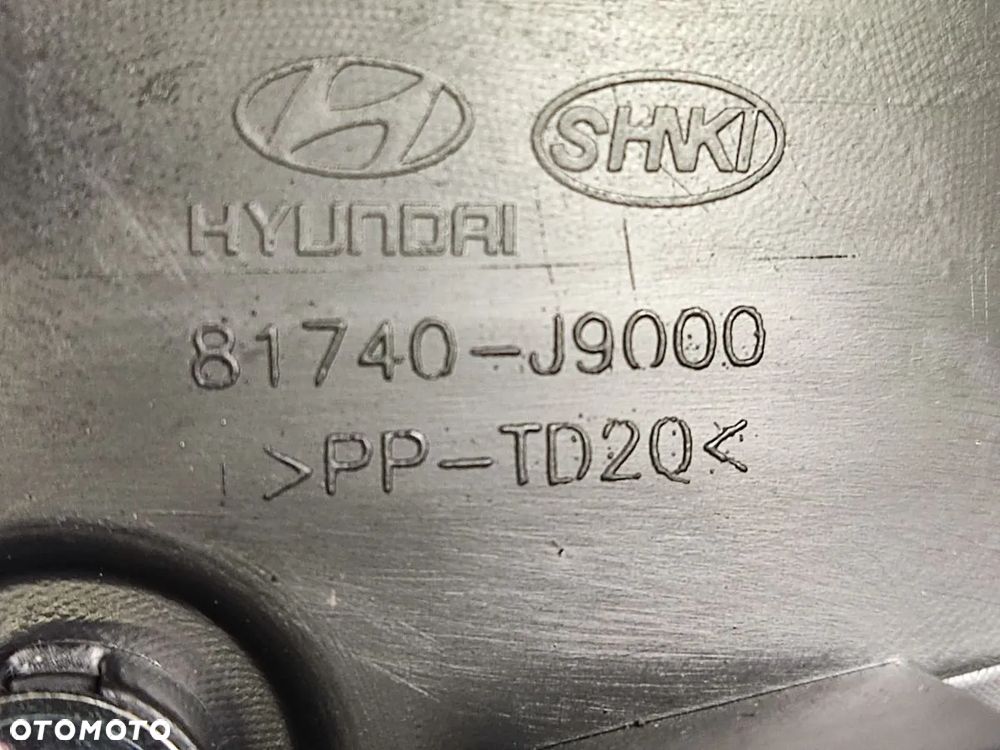 SHNKI
HYUNDAI
81740-J9000
>PP-TD20<
OTOMOTO